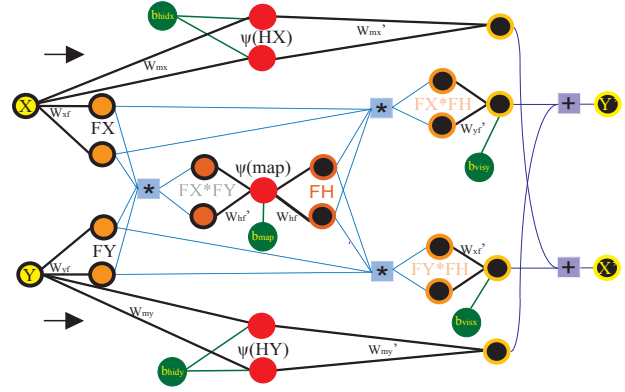 b_hidx
ψ(HX)
W_mx'
W_mx
X
W_xf
FX
*
FX*FH
W_yf'
+
Y
b_visy
ψ(map)
*
FX*FY
FH
W_hf'
W_hf
b_map
FY
Y
W_yf
*
W_xf'
FY*FH
+
X
b_visx
W_my
ψ(HY)
W_my'
b_hidy